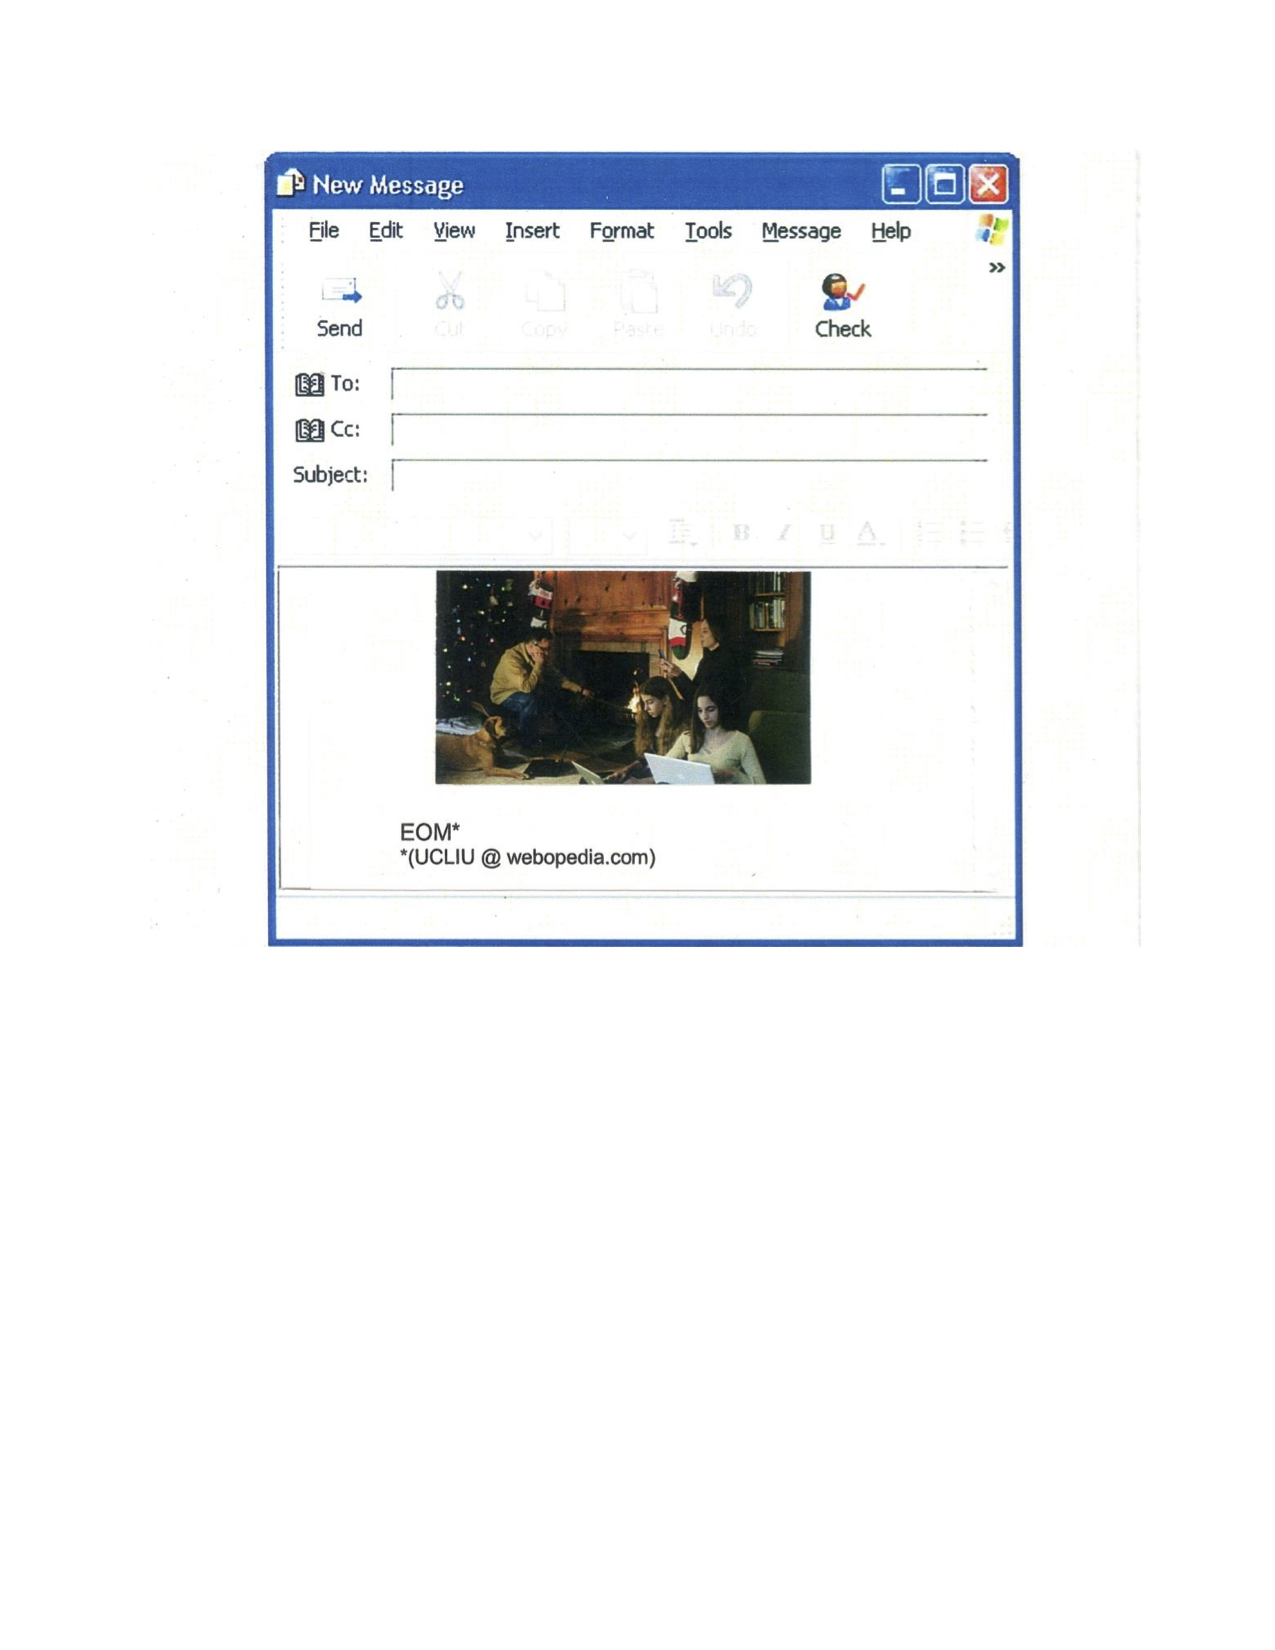 New Message
File Edit View Insert Format Tools Message Help
Send Cut Copy Paste Undo Check
To:
Cc:
Subject:
B I U A
EOM*
*(UCLIU @ webopedia.com)